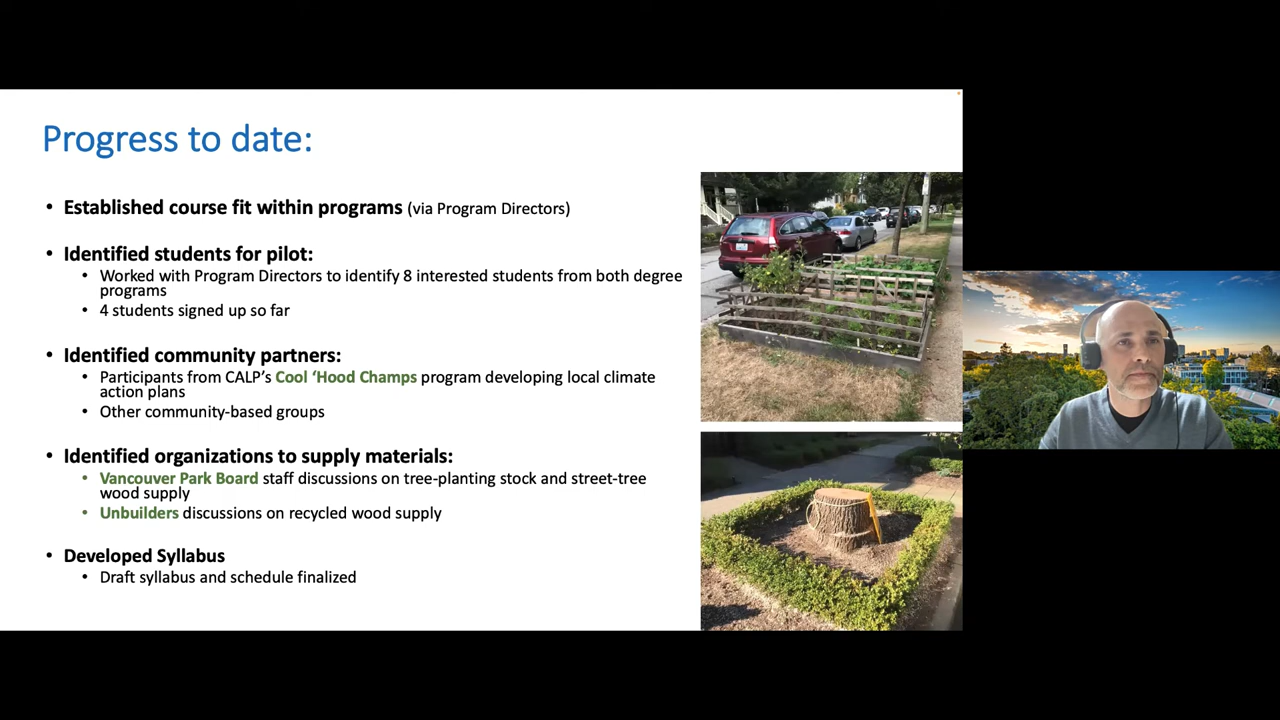 Progress to date:
• Established course fit within programs (via Program Directors)
• Identified students for pilot:
• Worked with Program Directors to identify 8 interested students from both degree
programs
• 4 students signed up so far
• Identified community partners:
• Participants from CALP’s Cool ‘Hood Champs program developing local climate
action plans
• Other community-based groups
• Identified organizations to supply materials:
• Vancouver Park Board staff discussions on tree-planting stock and street-tree
wood supply
• Unbuilders discussions on recycled wood supply
• Developed Syllabus
• Draft syllabus and schedule finalized